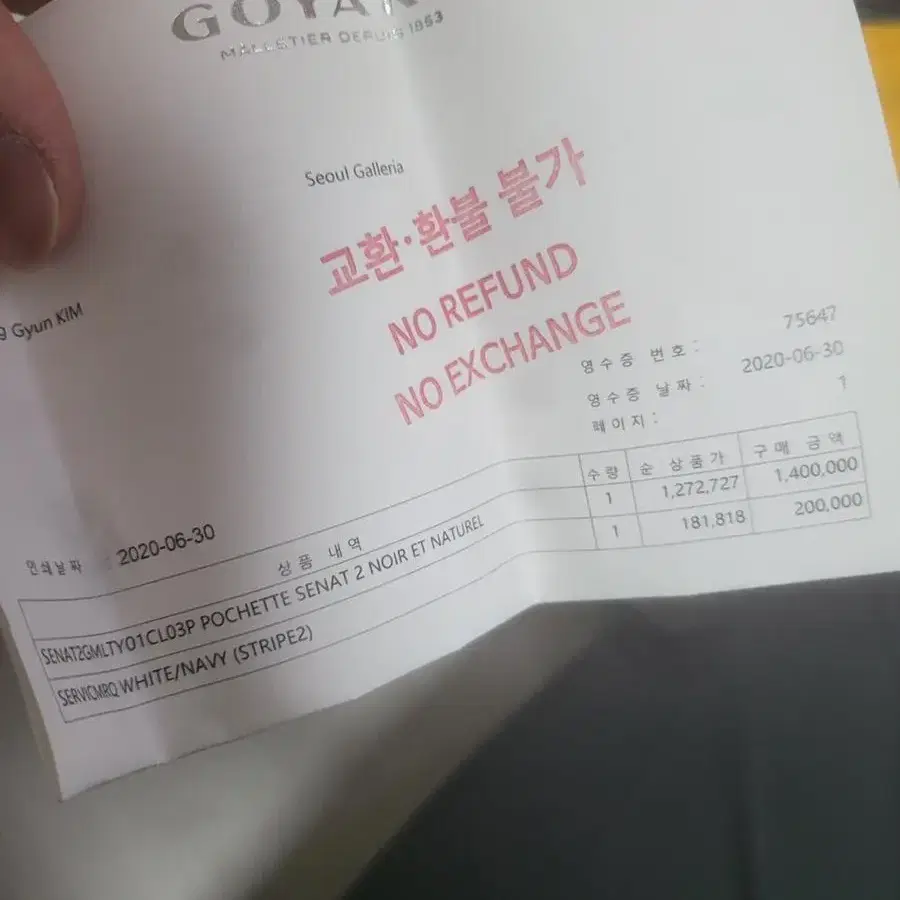 GOYAR
MALLETIER DEPUIS 1853
Seoul Galleria
교환·환불 불가
NO REFUND
NO EXCHANGE
9 Gyun KIM
영수증 번호 : 75647
영수증 날짜 : 2020-06-30
페이지 : 1
인쇄날짜 : 2020-06-30
상품 내역 수량 순 상품가 구매 금액
SENAT2GMLTY01CL03P POCHETTE SENAT 2 NOIR ET NATUREL 1 1,272,727 1,400,000
SERVICMRQ WHITE/NAVY (STRIPE2) 1 181,818 200,000